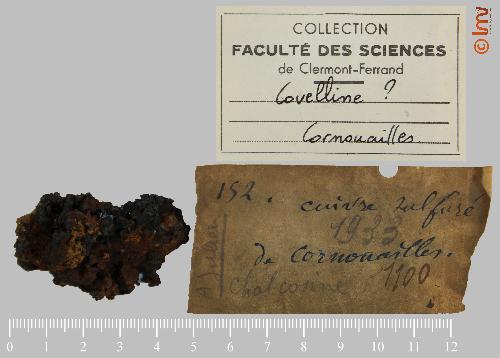 COLLECTION
FACULTÉ DES SCIENCES
de Clermont-Ferrand
Covelline ?
Cornouailles.
152. cuivre sulfuré
1933
de Cornouailles.
1100
0 1 2 3 4 5 6 7 8 9 10 11 12
© lmv